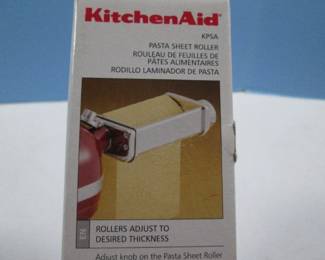 KitchenAid
KPSA
PASTA SHEET ROLLER
ROULEAU DE FEUILLES DE
PÂTES ALIMENTAIRES
RODILLO LAMINADOR DE PASTA
ROLLERS ADJUST TO
DESIRED THICKNESS
Adjust knob on the Pasta Sheet Roller